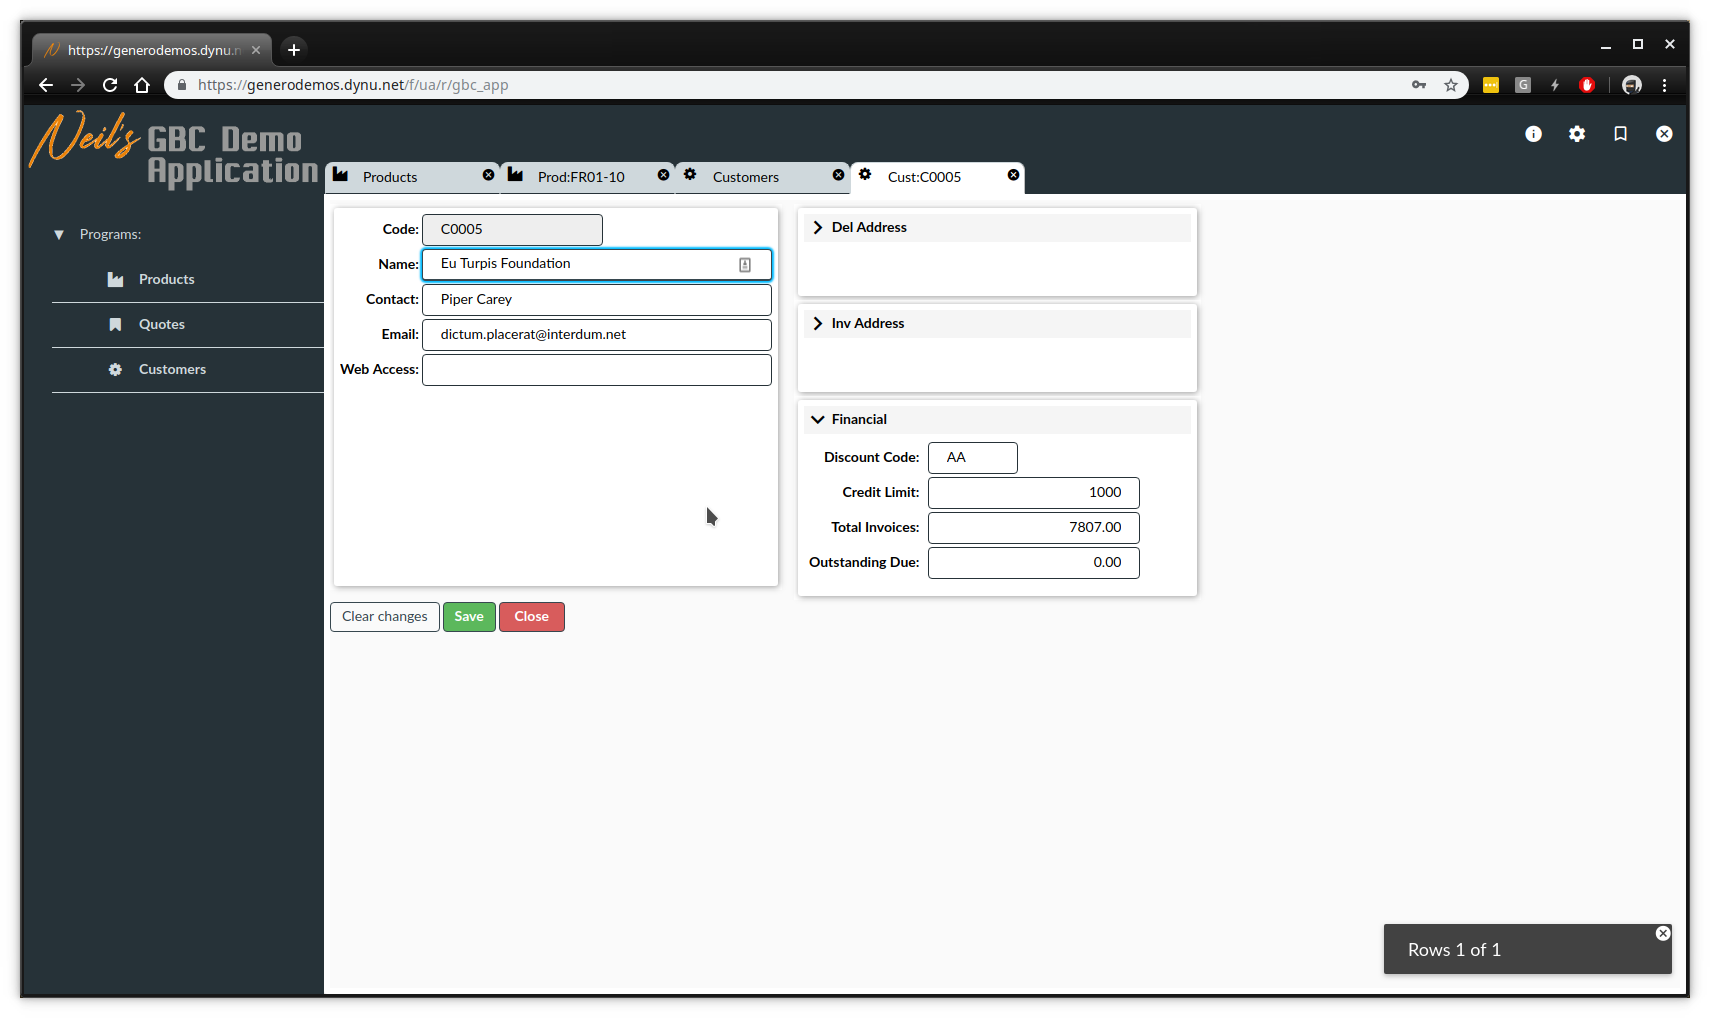 https://generodemos.dynu.n
https://generodemos.dynu.net/f/ua/r/gbc_app
G
Neil's GBC Demo
Application
Products
Prod:FR01-10
Customers
Cust:C0005
Programs:
Products
Quotes
Customers
Code: C0005
Name: Eu Turpis Foundation
Contact: Piper Carey
Email: dictum.placerat@interdum.net
Web Access:
Del Address
Inv Address
Financial
Discount Code: AA
Credit Limit: 1000
Total Invoices: 7807.00
Outstanding Due: 0.00
Clear changes
Save
Close
Rows 1 of 1